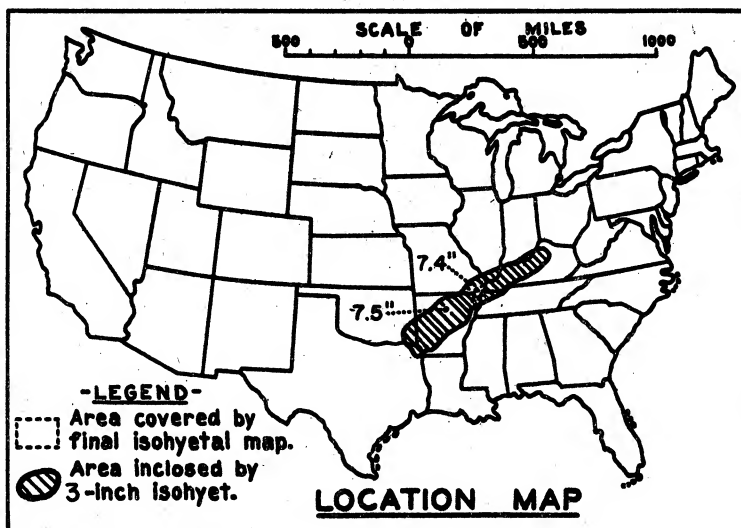 SCALE OF MILES
500 0 500 1000
7.4"
7.5"
-LEGEND-
Area covered by
final isohyetal map.
Area inclosed by
3-inch isohyet.
LOCATION MAP